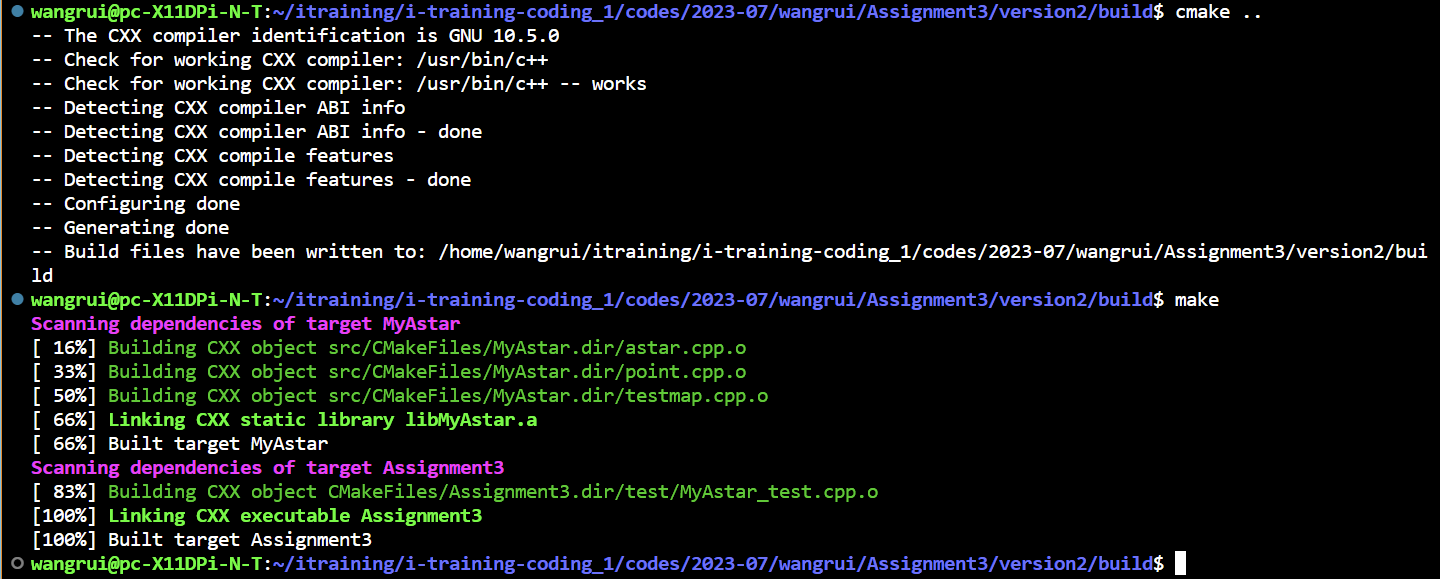 wangrui@pc-X11DPi-N-T:~/itraining/i-training-coding_1/codes/2023-07/wangrui/Assignment3/version2/build$ cmake ..
-- The CXX compiler identification is GNU 10.5.0
-- Check for working CXX compiler: /usr/bin/c++
-- Check for working CXX compiler: /usr/bin/c++ -- works
-- Detecting CXX compiler ABI info
-- Detecting CXX compiler ABI info - done
-- Detecting CXX compile features
-- Detecting CXX compile features - done
-- Configuring done
-- Generating done
-- Build files have been written to: /home/wangrui/itraining/i-training-coding_1/codes/2023-07/wangrui/Assignment3/version2/bui
ld
wangrui@pc-X11DPi-N-T:~/itraining/i-training-coding_1/codes/2023-07/wangrui/Assignment3/version2/build$ make
Scanning dependencies of target MyAstar
[ 16%] Building CXX object src/CMakeFiles/MyAstar.dir/astar.cpp.o
[ 33%] Building CXX object src/CMakeFiles/MyAstar.dir/point.cpp.o
[ 50%] Building CXX object src/CMakeFiles/MyAstar.dir/testmap.cpp.o
[ 66%] Linking CXX static library libMyAstar.a
[ 66%] Built target MyAstar
Scanning dependencies of target Assignment3
[ 83%] Building CXX object CMakeFiles/Assignment3.dir/test/MyAstar_test.cpp.o
[100%] Linking CXX executable Assignment3
[100%] Built target Assignment3
wangrui@pc-X11DPi-N-T:~/itraining/i-training-coding_1/codes/2023-07/wangrui/Assignment3/version2/build$